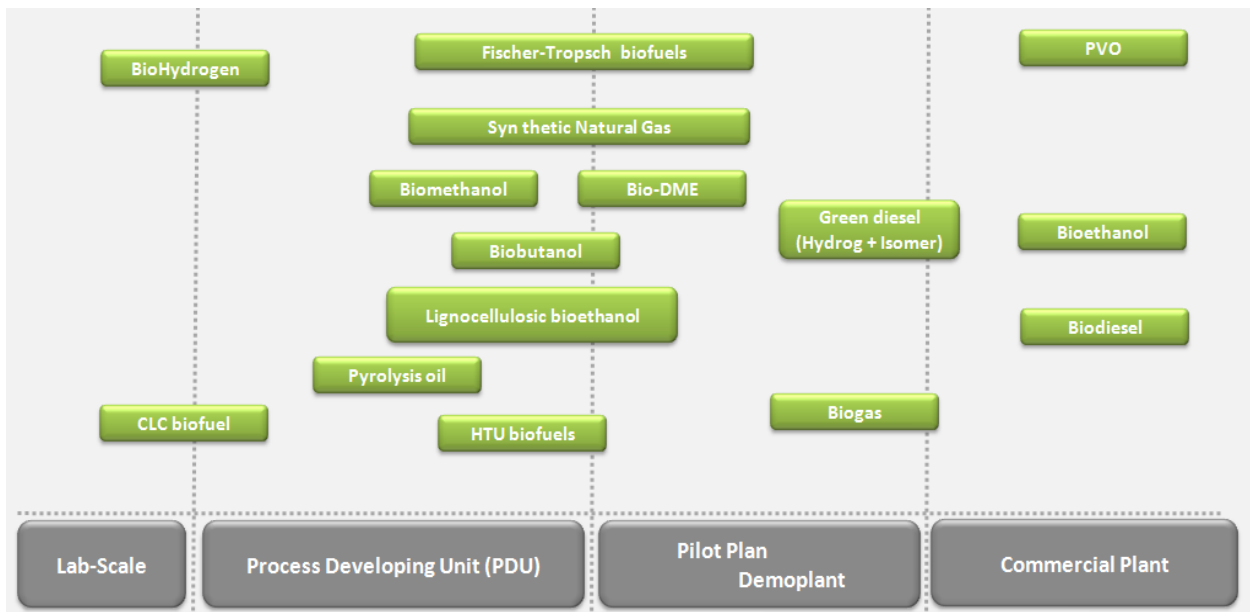 Fischer-Tropsch biofuels
PVO
BioHydrogen
Syn thetic Natural Gas
Biomethanol
Bio-DME
Green diesel
(Hydrog + Isomer)
Bioethanol
Biobutanol
Lignocellulosic bioethanol
Biodiesel
Pyrolysis oil
Biogas
CLC biofuel
HTU biofuels
Lab-Scale
Process Developing Unit (PDU)
Pilot Plan
Demoplant
Commercial Plant